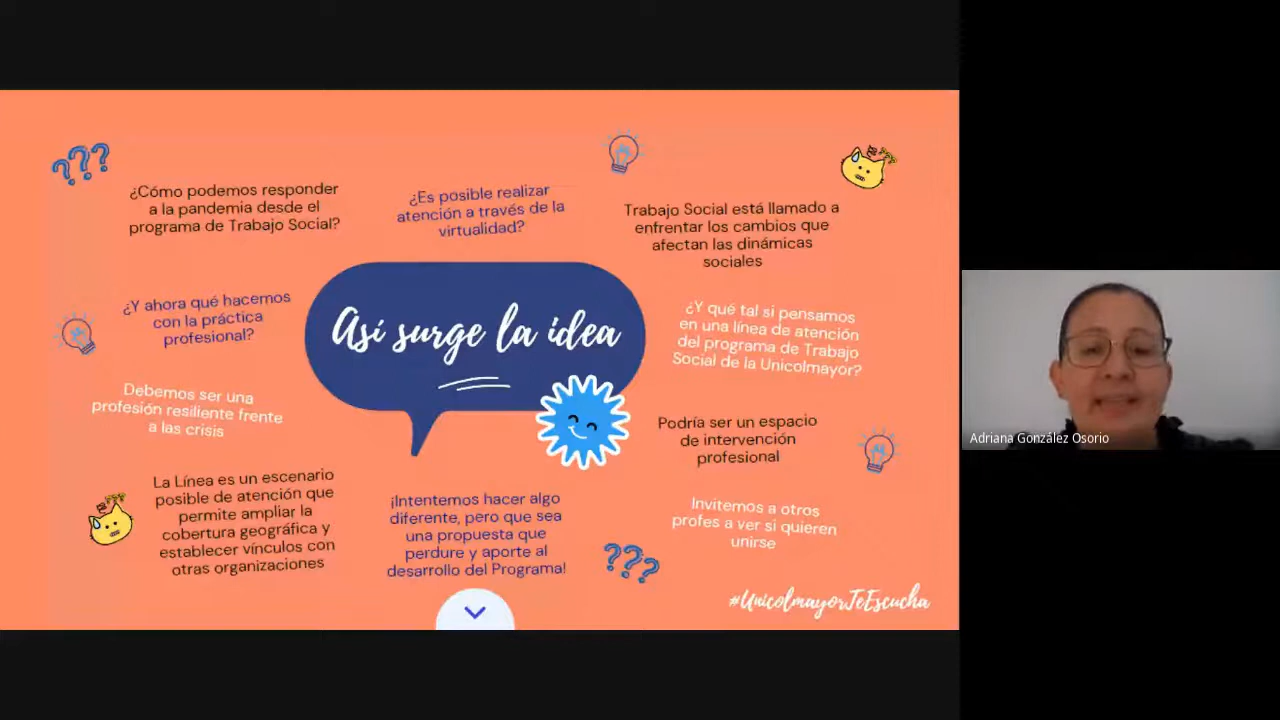 ¿Cómo podemos responder
a la pandemia desde el
programa de Trabajo Social?
¿Es posible realizar
atención a través de la
virtualidad?
Trabajo Social está llamado a
enfrentar los cambios que
afectan las dinámicas
sociales
¿Y ahora qué hacemos
con la práctica
profesional?
Así surge la idea
¿Y qué tal si pensamos
en una línea de atención
del programa de Trabajo
Social de la Unicolmayor?
Debemos ser una
profesión resiliente frente
a las crisis
Podría ser un espacio
de intervención
profesional
La Línea es un escenario
posible de atención que
permite ampliar la
cobertura geográfica y
establecer vínculos con
otras organizaciones
¡Intentemos hacer algo
diferente, pero que sea
una propuesta que
perdure y aporte al
desarrollo del Programa!
Invitemos a otros
profes a ver si quieren
unirse
#UnicolmayorTeEscucha
Adriana González Osorio